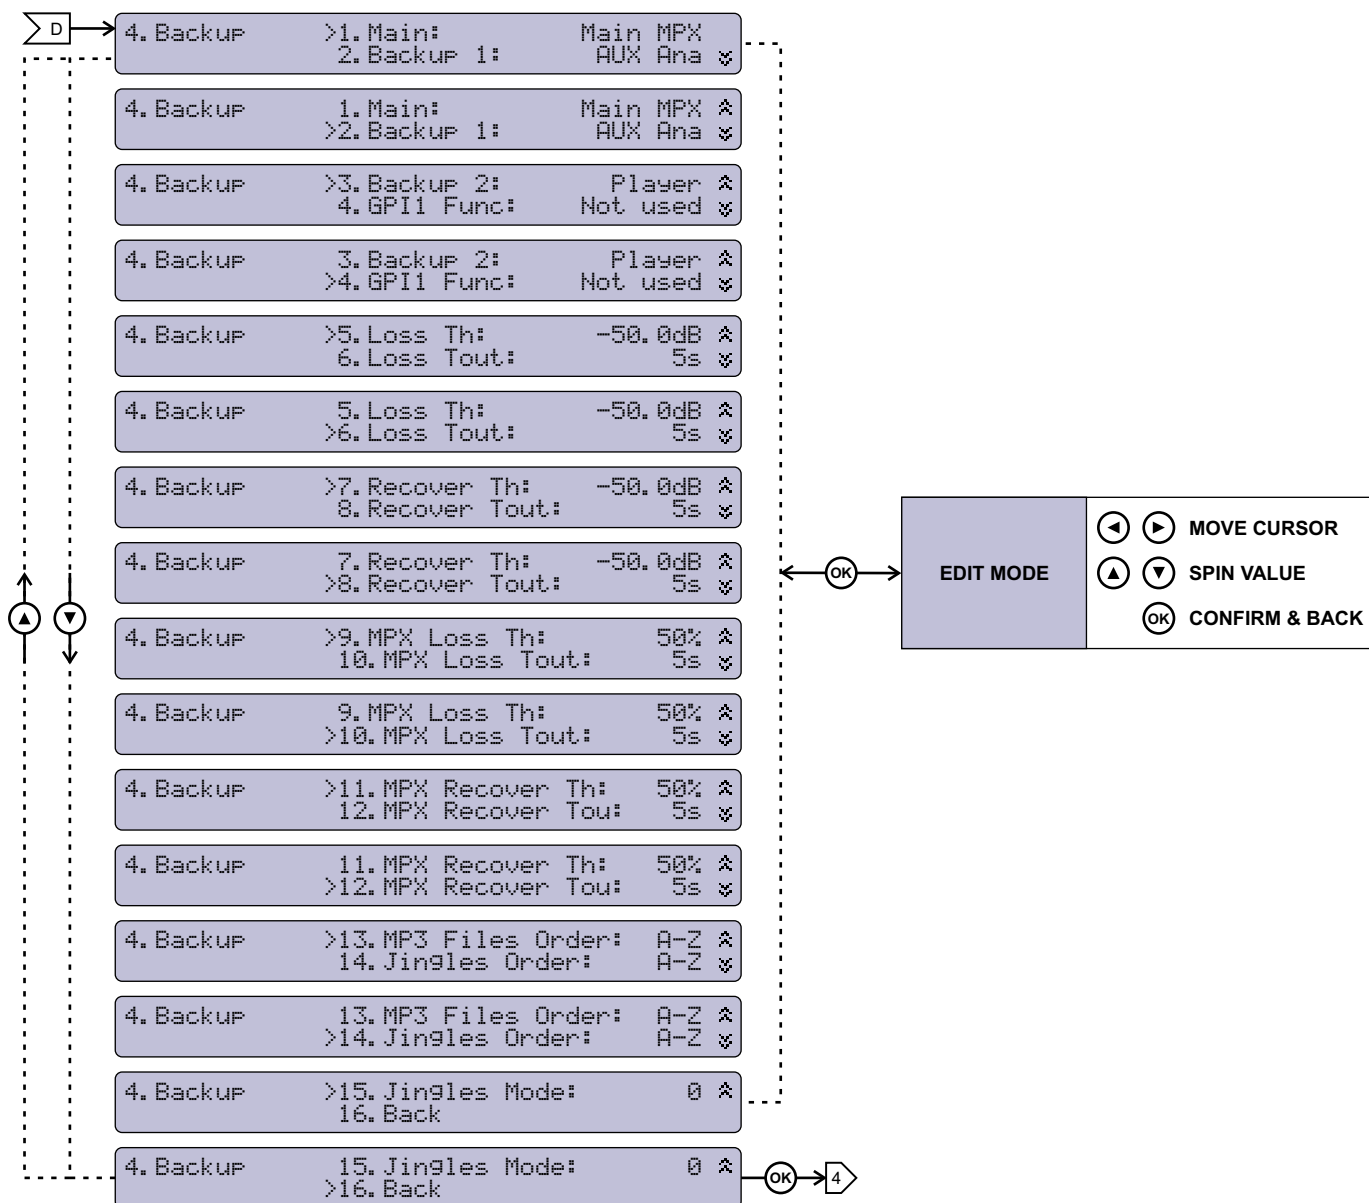 D
4.Backup >1.Main: Main MPX
2.Backup 1: AUX Ana
4.Backup 1.Main: Main MPX
>2.Backup 1: AUX Ana
4.Backup >3.Backup 2: Player
4.GPI1 Func: Not used
4.Backup 3.Backup 2: Player
>4.GPI1 Func: Not used
4.Backup >5.Loss Th: -50.0dB
6.Loss Tout: 5s
4.Backup 5.Loss Th: -50.0dB
>6.Loss Tout: 5s
4.Backup >7.Recover Th: -50.0dB
8.Recover Tout: 5s
4.Backup 7.Recover Th: -50.0dB
>8.Recover Tout: 5s
4.Backup >9.MPX Loss Th: 50%
10.MPX Loss Tout: 5s
4.Backup 9.MPX Loss Th: 50%
>10.MPX Loss Tout: 5s
4.Backup >11.MPX Recover Th: 50%
12.MPX Recover Tou: 5s
4.Backup 11.MPX Recover Th: 50%
>12.MPX Recover Tou: 5s
4.Backup >13.MP3 Files Order: A-Z
14.Jingles Order: A-Z
4.Backup 13.MP3 Files Order: A-Z
>14.Jingles Order: A-Z
4.Backup >15.Jingles Mode: 0
16.Back
4.Backup 15.Jingles Mode: 0
>16.Back
OK
4
OK
EDIT MODE
MOVE CURSOR
SPIN VALUE
OK CONFIRM & BACK